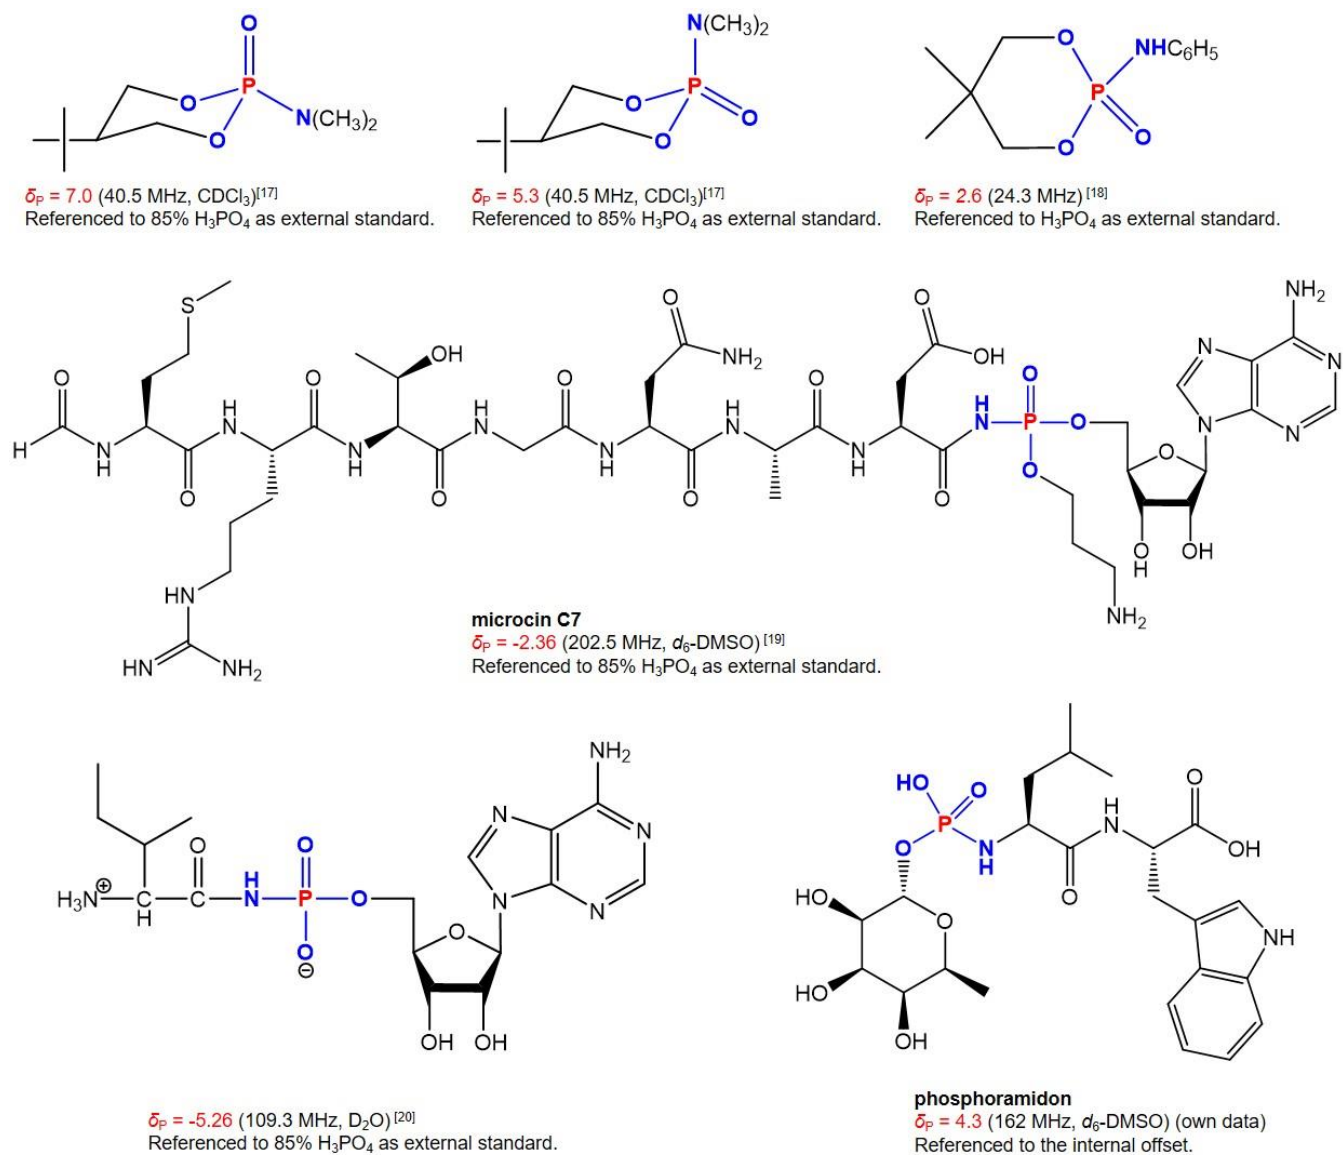 O
P
O
O
N(CH₃)₂
δP = 7.0 (40.5 MHz, CDCl₃)[17]
Referenced to 85% H₃PO₄ as external standard.
N(CH₃)₂
P
O
O
O
δP = 5.3 (40.5 MHz, CDCl₃)[17]
Referenced to 85% H₃PO₄ as external standard.
O
NHC₆H₅
P
O
O
δP = 2.6 (24.3 MHz) [18]
Referenced to H₃PO₄ as external standard.
S
O
H
N
H
O
H
N
HN
HN
NH₂
O
N
H
OH
O
H
N
O
N
H
O
NH₂
O
H
N
O
N
H
O
OH
O
H
N
O
P
O
O
NH₂
O
O
H
OH
N
N
N
N
NH₂
microcin C7
δP = -2.36 (202.5 MHz, d₆-DMSO) [19]
Referenced to 85% H₃PO₄ as external standard.
H₃N
⊕
C
H
O
C
H
N
O
P
O
⊖
O
O
OH
OH
N
N
N
N
NH₂
δP = -5.26 (109.3 MHz, D₂O) [20]
Referenced to 85% H₃PO₄ as external standard.
HO
O
P
O
N
H
O
H
N
O
OH
NH
HO
O
HO
OH
phosphoramidon
δP = 4.3 (162 MHz, d₆-DMSO) (own data)
Referenced to the internal offset.